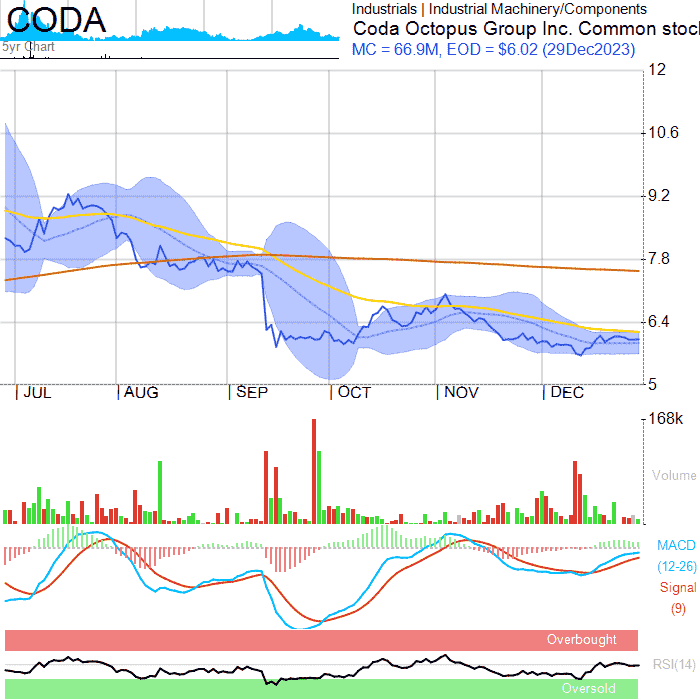 CODA
5yr Chart
Industrials | Industrial Machinery/Components
Coda Octopus Group Inc. Common stoc
MC = 66.9M, EOD = $6.02 (29Dec2023)
12
10.6
9.2
7.8
6.4
5
JUL AUG SEP OCT NOV DEC
168k
Volume
MACD
(12-26)
Signal
(9)
Overbought
RSI(14)
Oversold